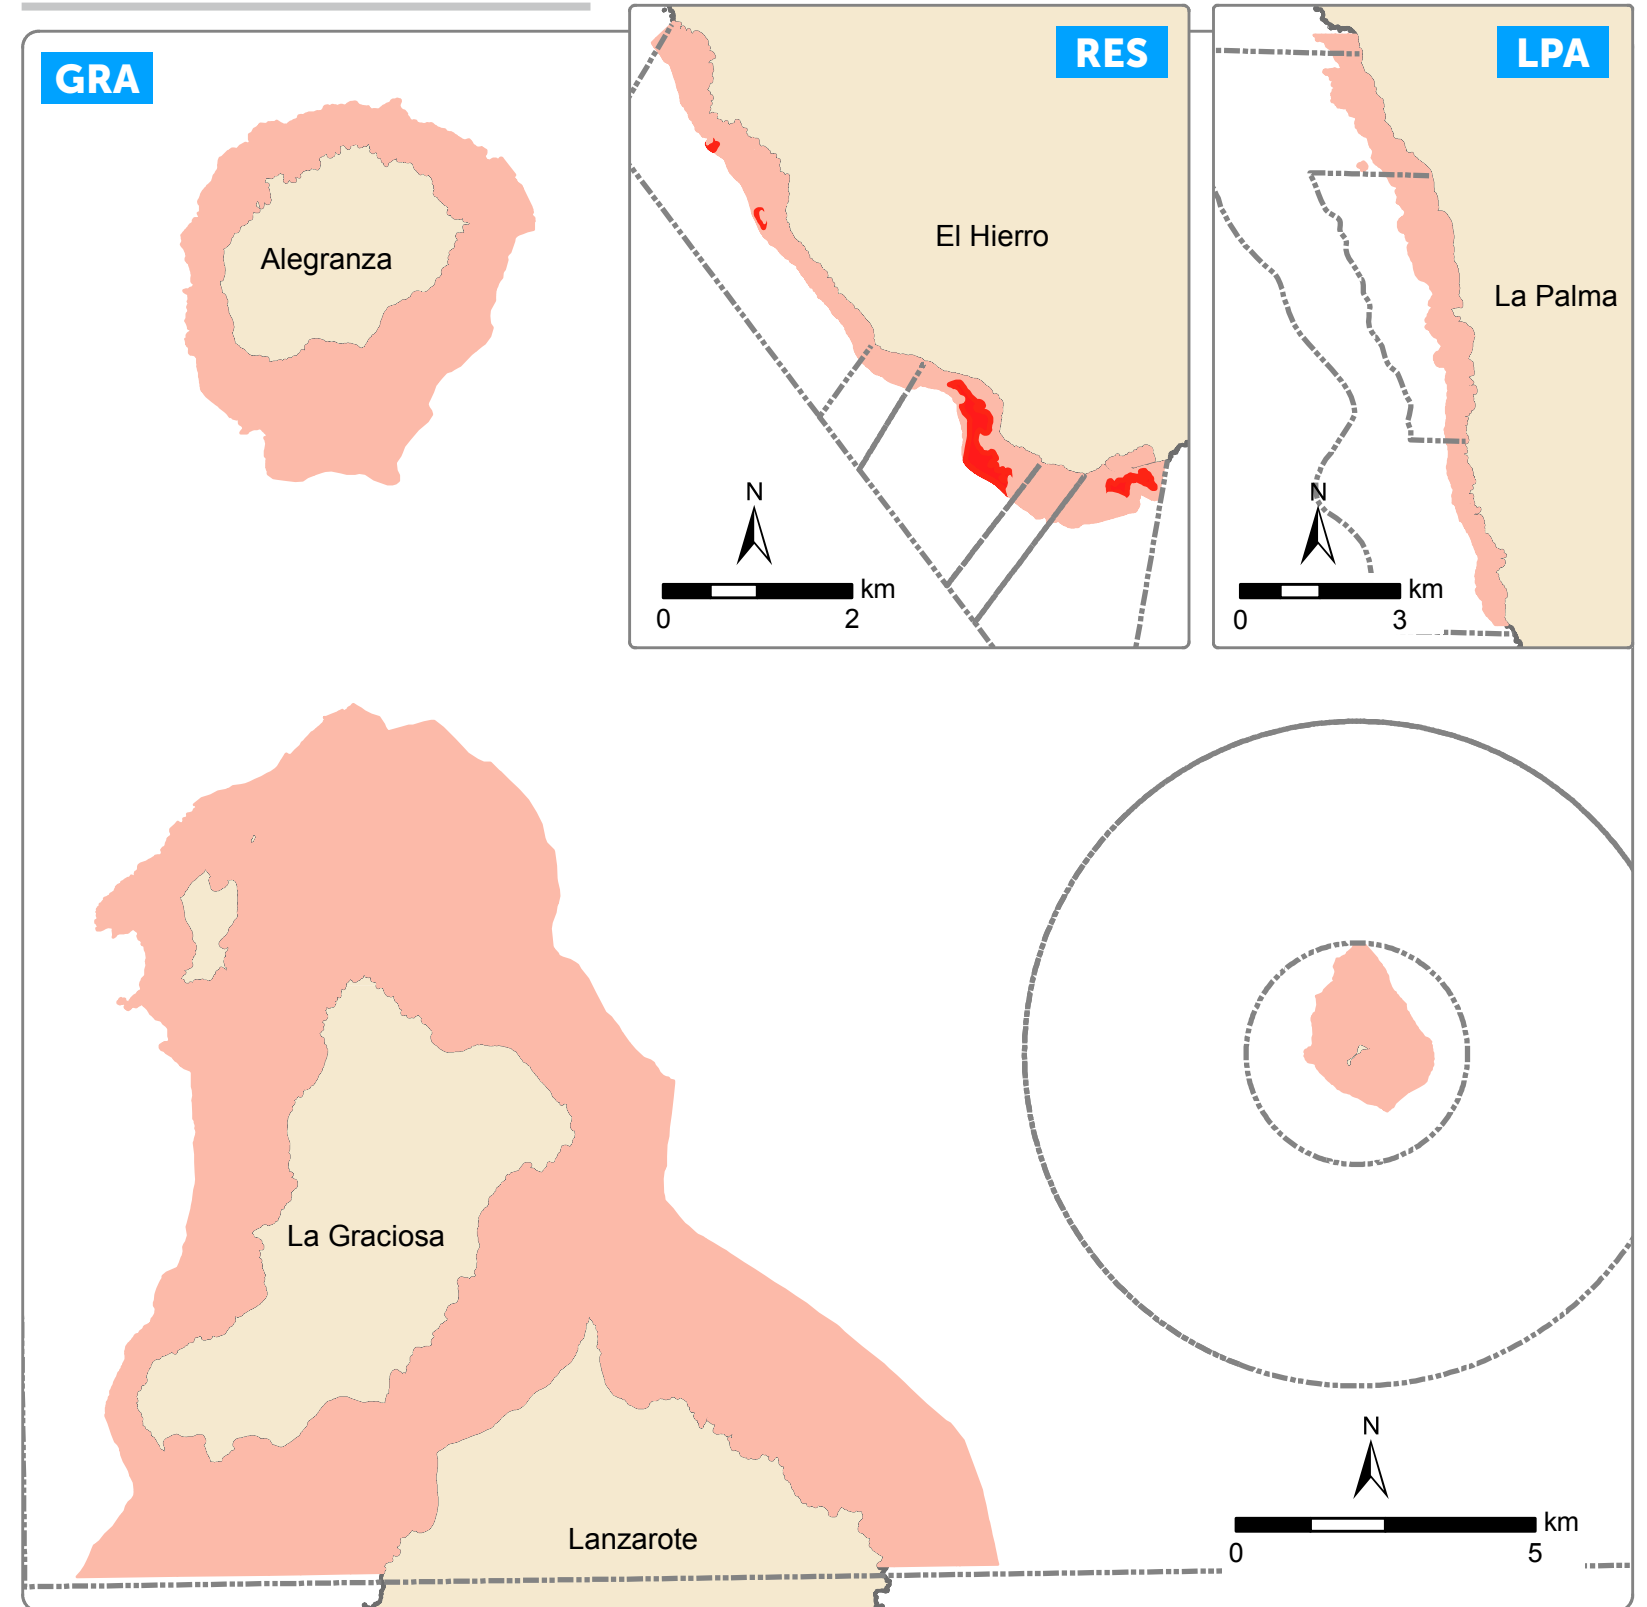 GRA
RES
LPA
Alegranza
El Hierro
La Palma
N
km
0 2
N
km
0 3
La Graciosa
Lanzarote
N
km
0 5